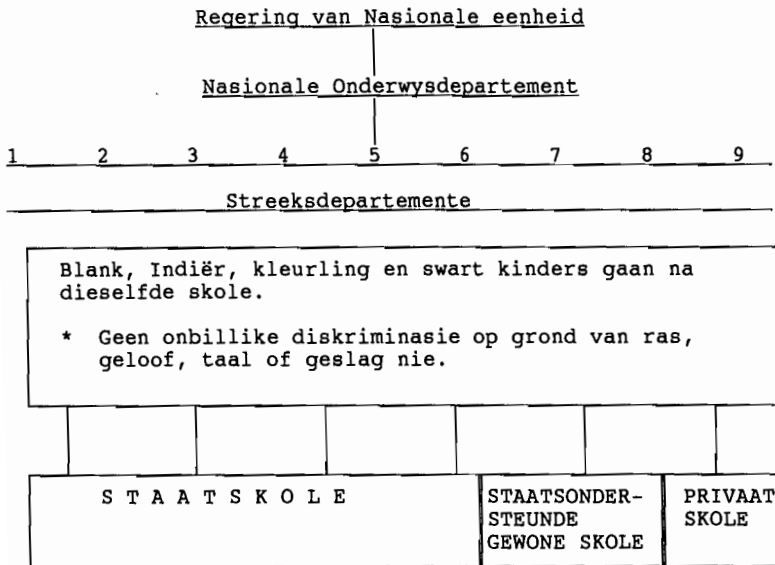 Regering van Nasionale eenheid
Nasionale Onderwysdepartement
1 2 3 4 5 6 7 8 9
Streeksdepartemente
Blank, Indiër, kleurling en swart kinders gaan na
dieselfde skole.
* Geen onbillike diskriminasie op grond van ras,
geloof, taal of geslag nie.
S T A A T S K O L E
STAATSONDER-
STEUNDE
GEWONE SKOLE
PRIVAAT
SKOLE